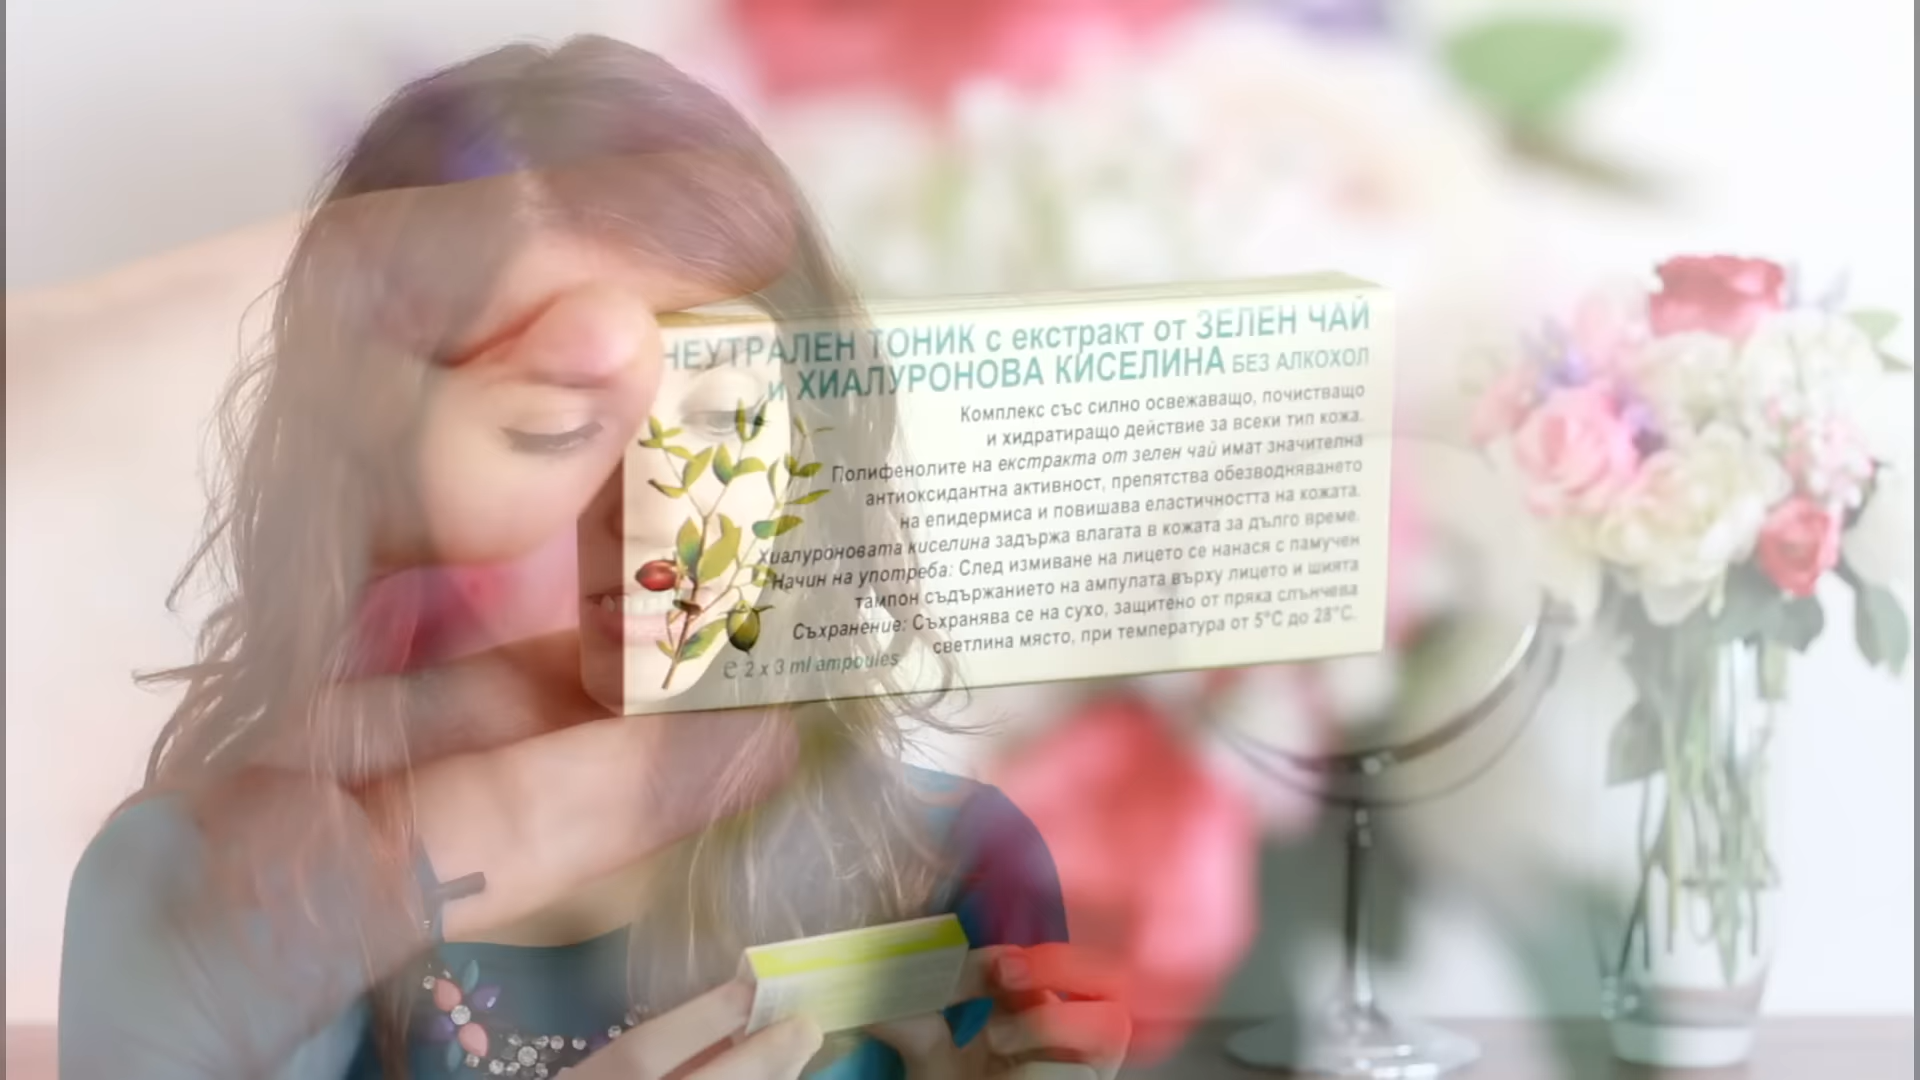 НЕУТРАЛЕН ТОНИК с екстракт от ЗЕЛЕН ЧАЙ
и ХИАЛУРОНОВА КИСЕЛИНА БЕЗ АЛКОХОЛ
Комплекс със силно освежаващо, почистващо
и хидратиращо действие за всеки тип кожа.
Полифенолите на екстракта от зелен чай имат значителна
антиоксидантна активност, препятства обезводняването
на епидермиса и повишава еластичността на кожата.
Хиалуроновата киселина задържа влагата в кожата за дълго време.
Начин на употреба: След измиване на лицето се нанася с памучен
тампон съдържанието на ампулата върху лицето и шията
Съхранение: Съхранява се на сухо, защитено от пряка слънчева
светлина място, при температура от 5°C до 28°C.
e 2 x 3 ml ampoules